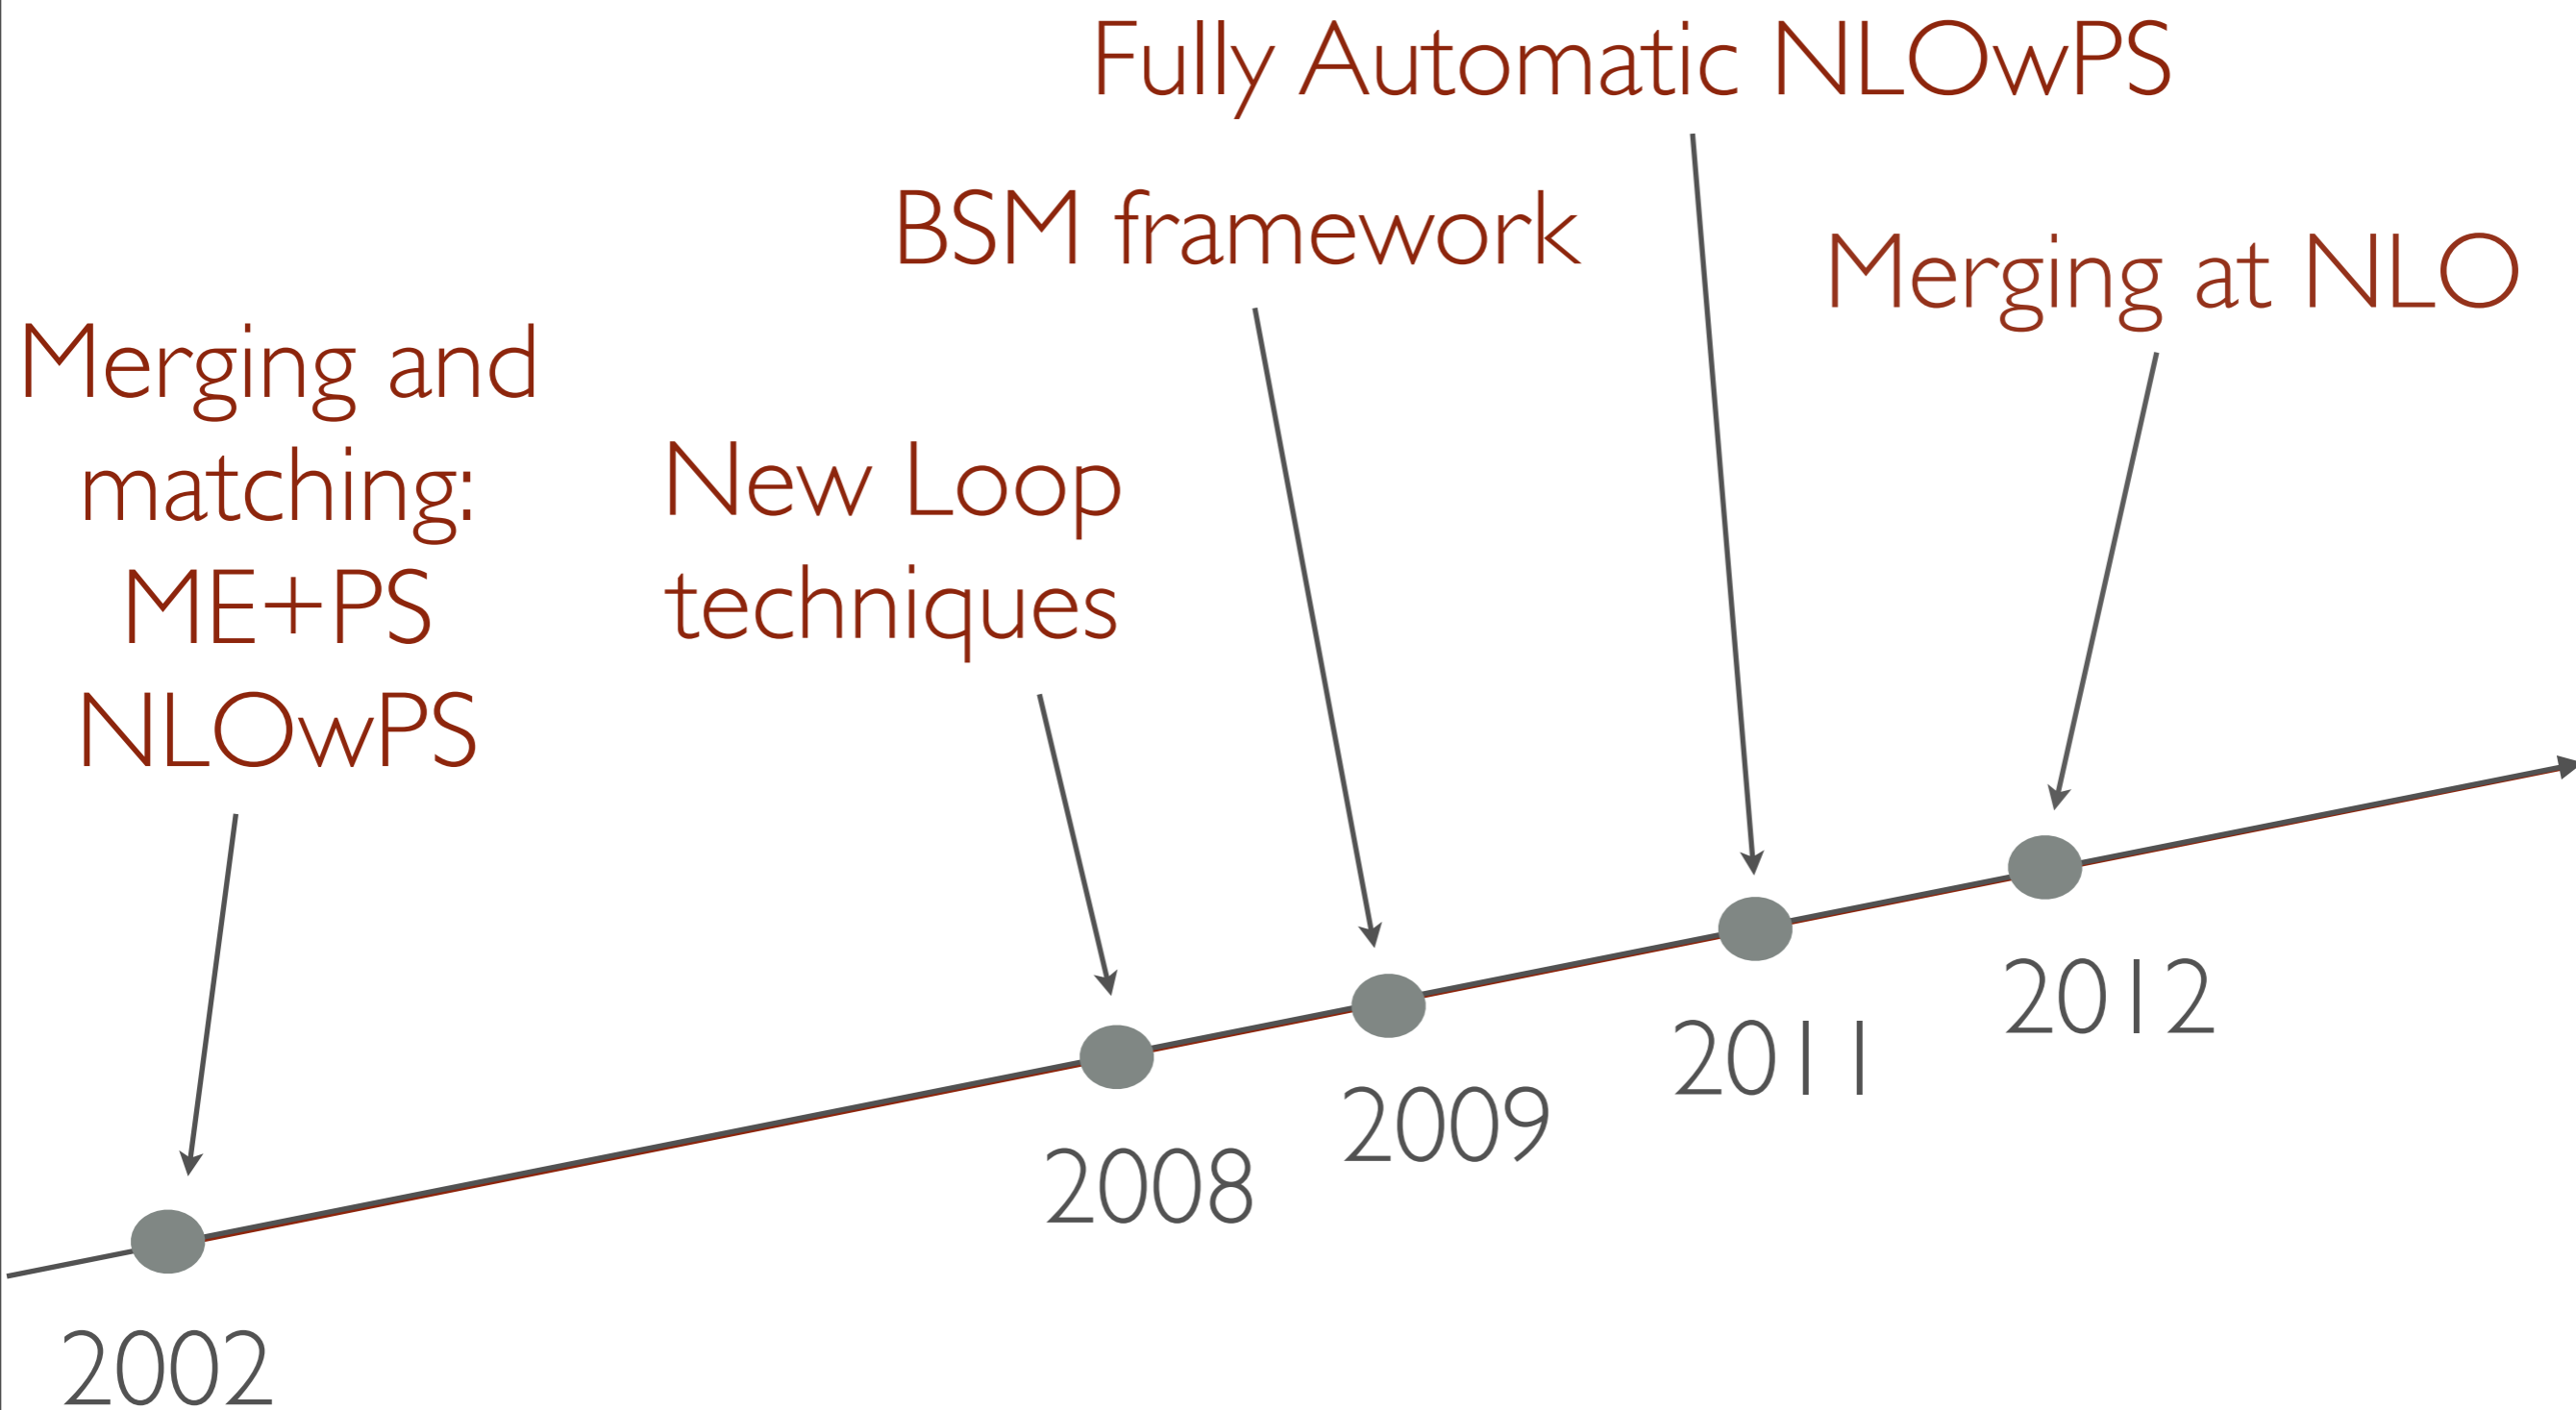 Fully Automatic NLOwPS
BSM framework
Merging at NLO
Merging and
matching:
ME+PS
NLOwPS
New Loop
techniques
2002
2008
2009
2011
2012